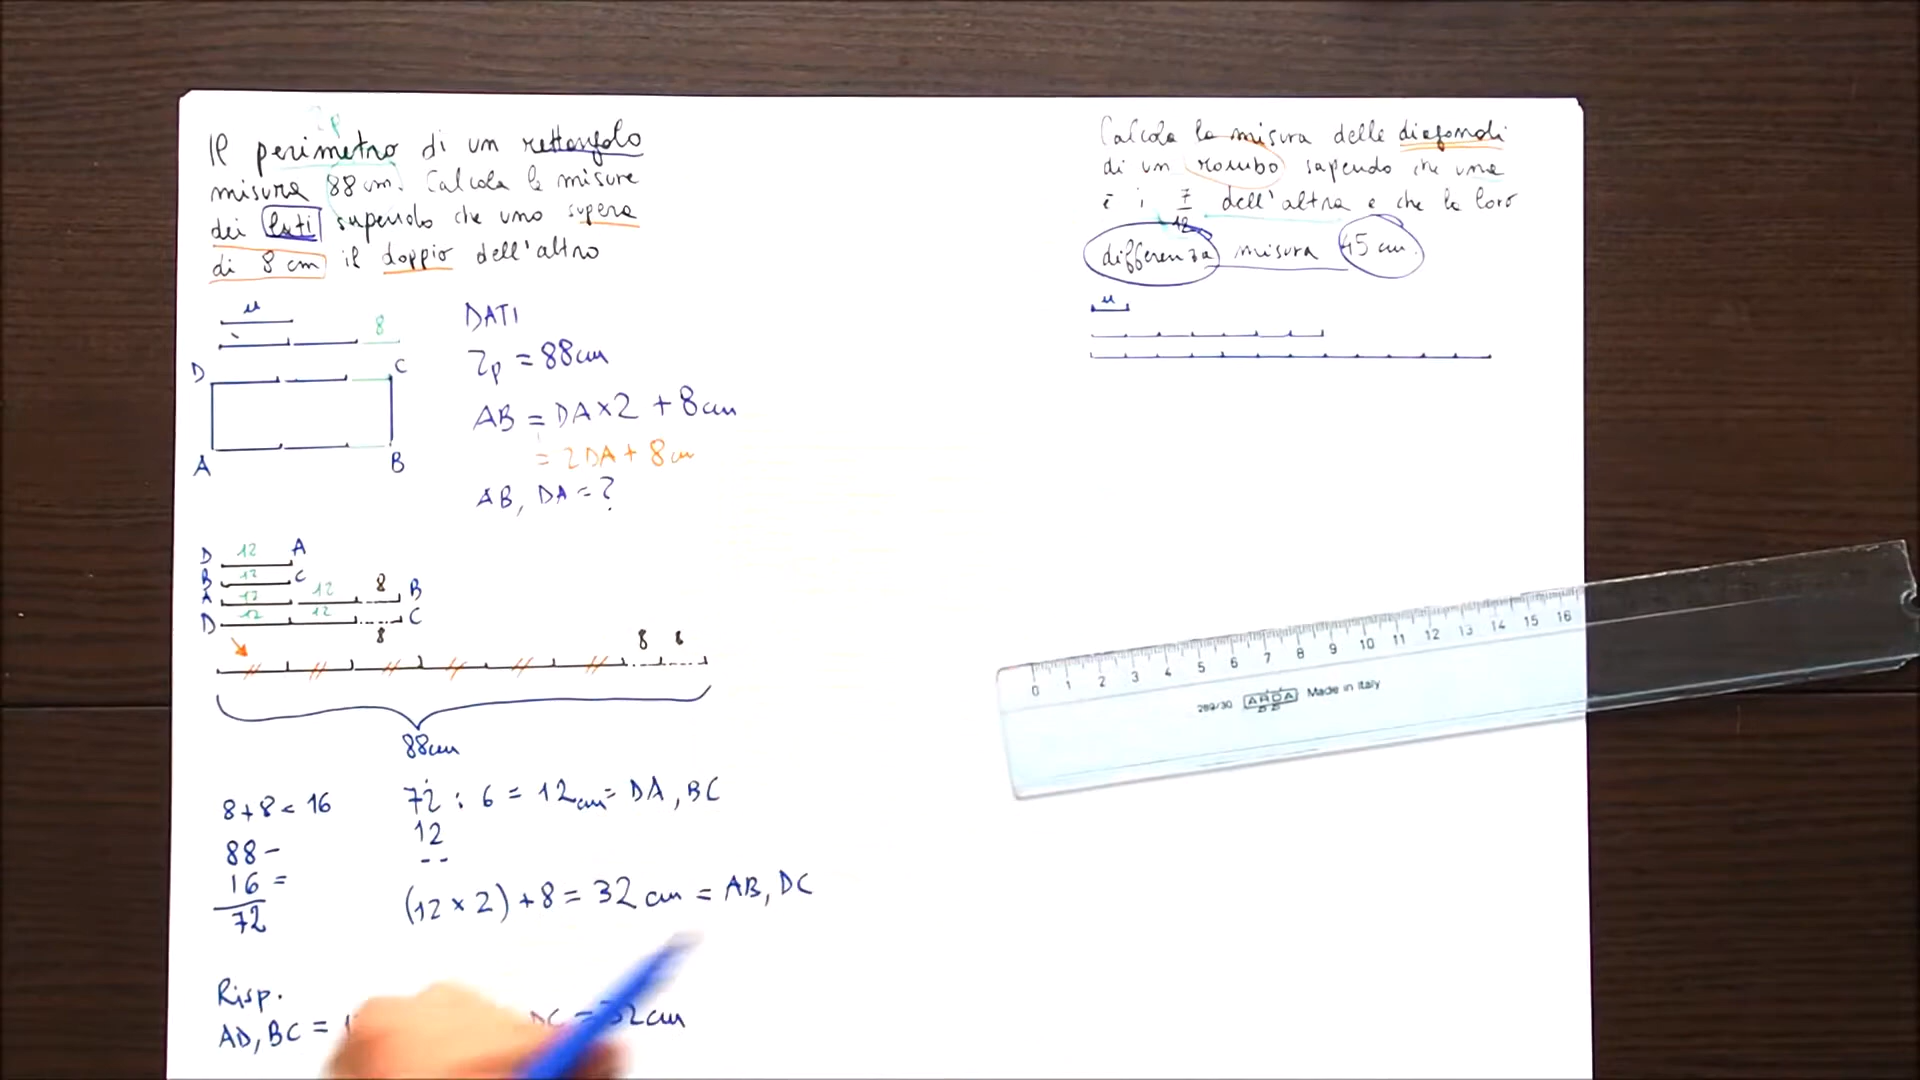 2p
Il perimetro di un rettangolo
misura 88 cm. Calcola le misure
dei lati sapendo che uno supera
di 8 cm il doppio dell'altro
u
8
D C
A B
DATI
2p = 88cm
AB = DA×2 + 8cm
= 2DA + 8cm
AB, DA = ?
D 12 A
B 12 C
A 12 12 8 B
D 12 12 C
8
8 8
88cm
8+8 = 16
88 -
16 =
72
72 : 6 = 12cm = DA, BC
12
--
(12 × 2) + 8 = 32 cm = AB, DC
Risp.
AD, BC = 1
DC = 32cm
Calcola la misura delle diagonali
di un rombo sapendo che una
è i 7/12 dell'altra e che la loro
differenza misura 45 cm.
u
0 1 2 3 4 5 6 7 8 9 10 11 12 13 14 15 16
289/30 ARDA Made in Italy